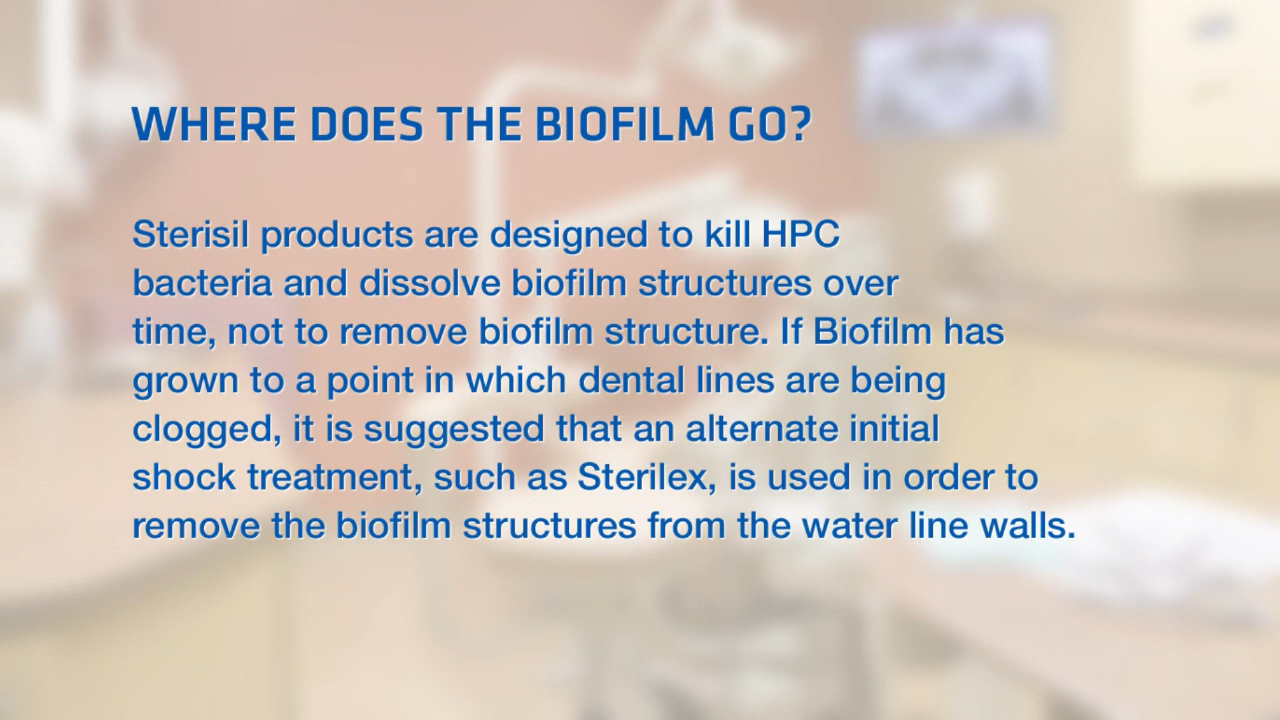 WHERE DOES THE BIOFILM GO?
Sterisil products are designed to kill HPC
bacteria and dissolve biofilm structures over
time, not to remove biofilm structure. If Biofilm has
grown to a point in which dental lines are being
clogged, it is suggested that an alternate initial
shock treatment, such as Sterilex, is used in order to
remove the biofilm structures from the water line walls.